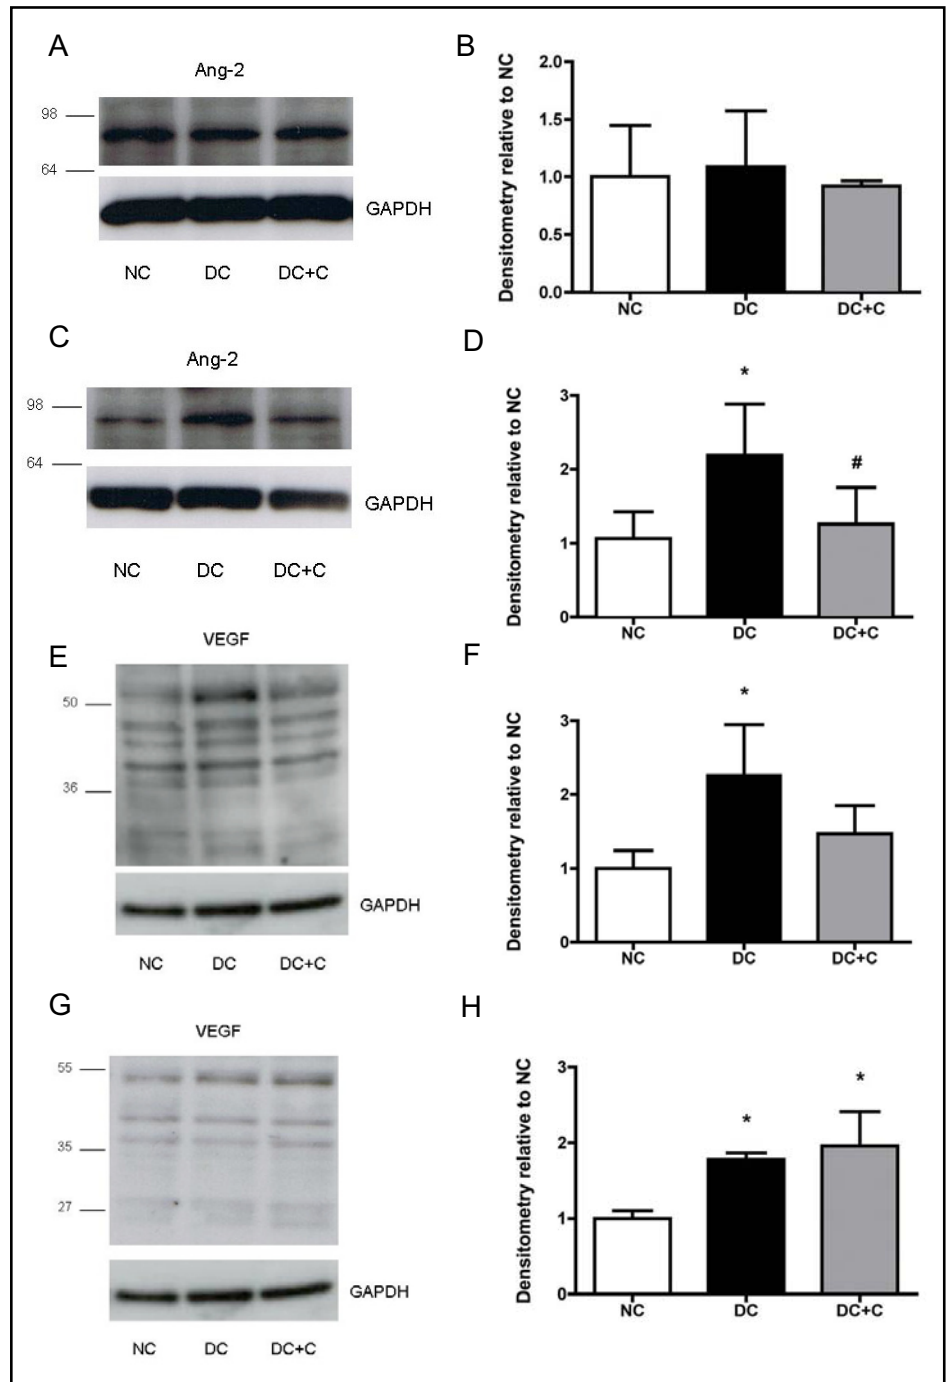 A
Ang-2
98
64
GAPDH
NC DC DC+C
B
Densitometry relative to NC
2.0
1.5
1.0
0.5
0.0
NC DC DC+C
C
Ang-2
98
64
GAPDH
NC DC DC+C
D
Densitometry relative to NC
3
2
1
0
*
#
NC DC DC+C
E
VEGF
50
36
GAPDH
NC DC DC+C
F
Densitometry relative to NC
3
2
1
0
*
NC DC DC+C
G
VEGF
55
35
27
GAPDH
NC DC DC+C
H
Densitometry relative to NC
3
2
1
0
*
*
NC DC DC+C